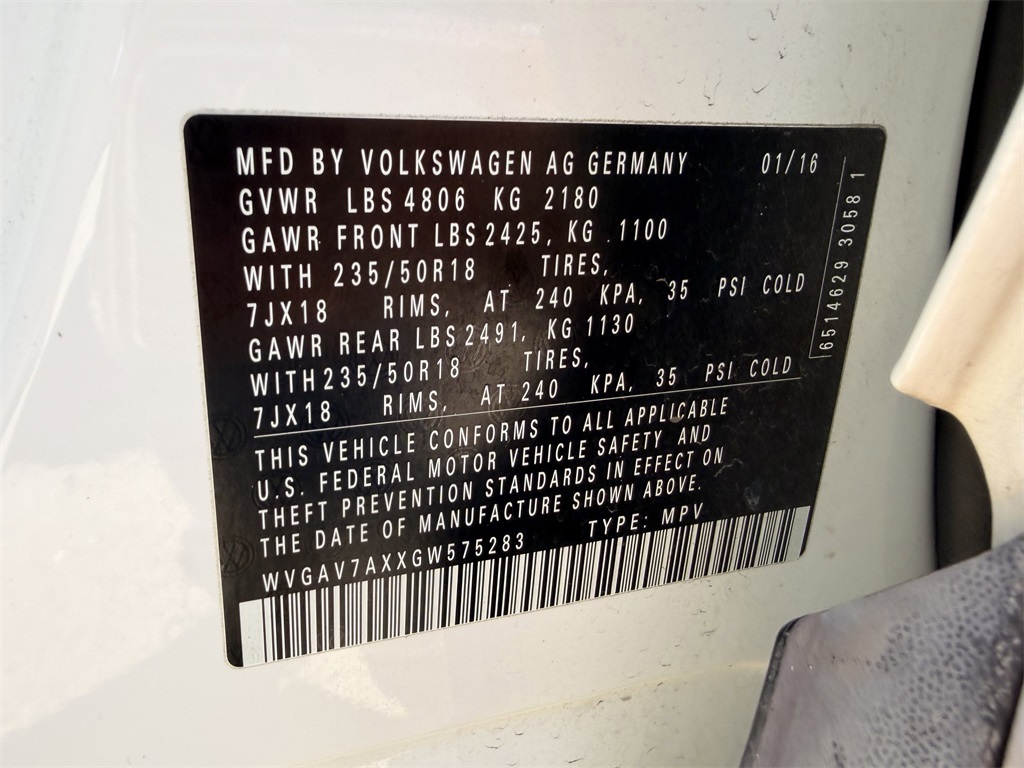 MFD BY VOLKSWAGEN AG GERMANY 01/16
GVWR LBS 4806 KG 2180
GAWR FRONT LBS 2425, KG 1100
WITH 235/50R18 TIRES,
7JX18 RIMS, AT 240 KPA, 35 PSI COLD
GAWR REAR LBS 2491, KG 1130
WITH 235/50R18 TIRES,
7JX18 RIMS, AT 240 KPA, 35 PSI COLD
THIS VEHICLE CONFORMS TO ALL APPLICABLE
U.S. FEDERAL MOTOR VEHICLE SAFETY AND
THEFT PREVENTION STANDARDS IN EFFECT ON
THE DATE OF MANUFACTURE SHOWN ABOVE.
WVGAV7AXXGW575283 TYPE: MPV
6514629 3058 1